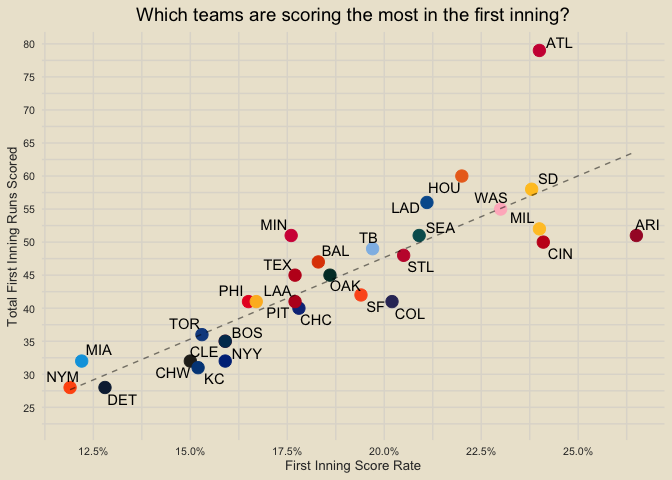 Which teams are scoring the most in the first inning?
80
75
70
65
60
55
50
45
40
35
30
25
Total First Inning Runs Scored
ATL
SD
HOU
WAS
LAD
MIL
ARI
MIN
SEA
TB
CIN
BAL
STL
TEX
OAK
PHI
LAA
SF
PIT
CHC
COL
TOR
BOS
CLE
NYY
MIA
CHW
KC
NYM
DET
12.5%
15.0%
17.5%
20.0%
22.5%
25.0%
First Inning Score Rate